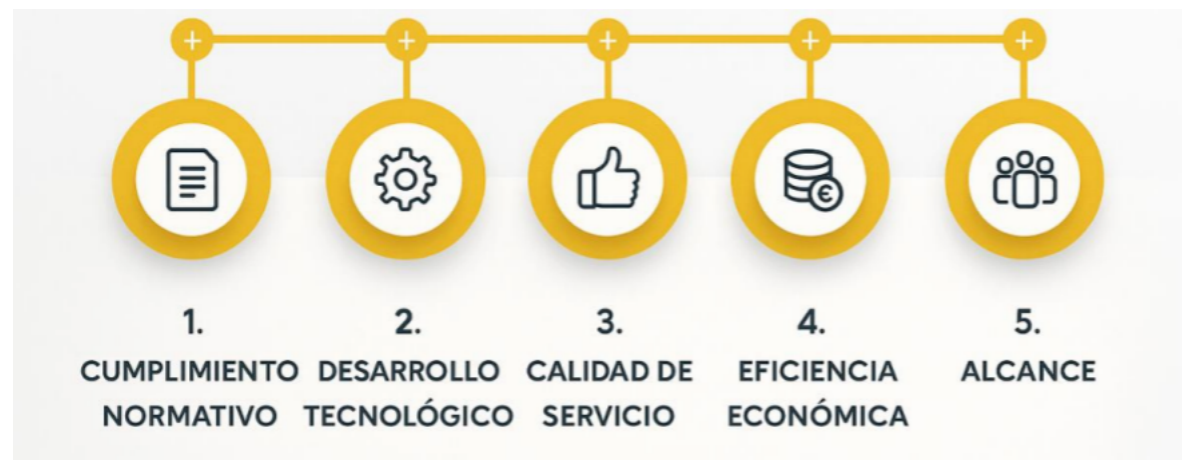 1.
CUMPLIMIENTO
NORMATIVO
2.
DESARROLLO
TECNOLÓGICO
3.
CALIDAD DE
SERVICIO
4.
EFICIENCIA
ECONÓMICA
5.
ALCANCE